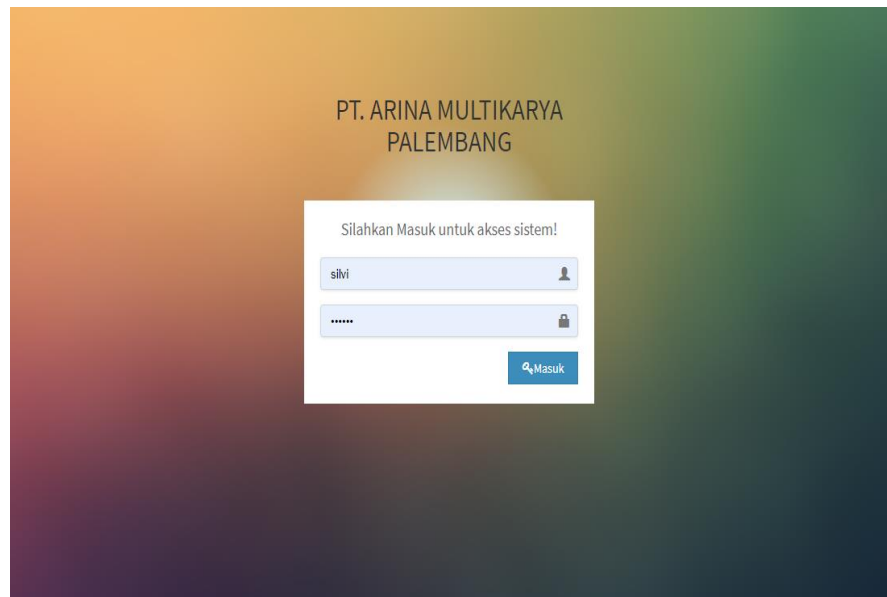 PT. ARINA MULTIKARYA
PALEMBANG
Silahkan Masuk untuk akses sistem!
silvi
••••••
Masuk